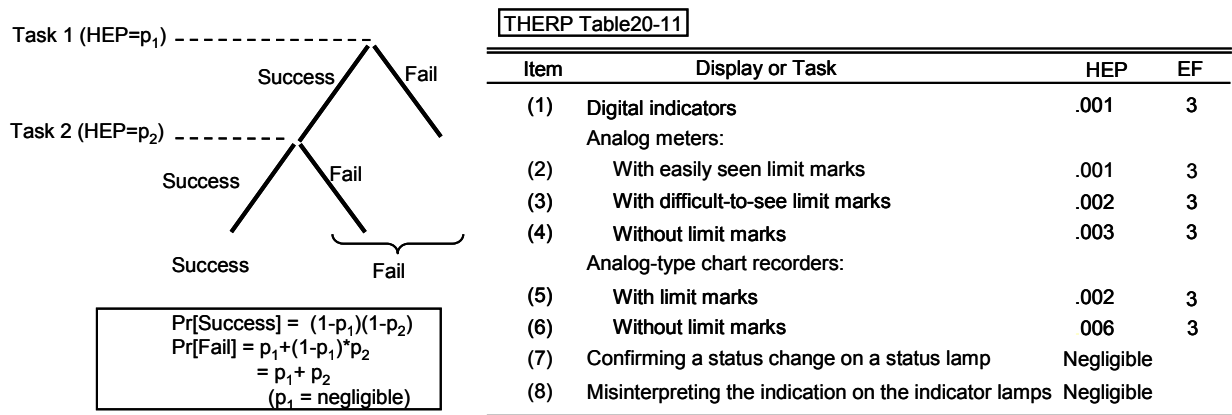 Task 1 (HEP=p1)
Success
Fail
Task 2 (HEP=p2)
Success
Fail
Success
Fail
Pr[Success] = (1-p1)(1-p2)
Pr[Fail] = p1+(1-p1)*p2
= p1+ p2
(p1 = negligible)
THERP Table20-11
Item Display or Task HEP EF
(1) Digital indicators .001 3
Analog meters:
(2) With easily seen limit marks .001 3
(3) With difficult-to-see limit marks .002 3
(4) Without limit marks .003 3
Analog-type chart recorders:
(5) With limit marks .002 3
(6) Without limit marks 006 3
(7) Confirming a status change on a status lamp Negligible
(8) Misinterpreting the indication on the indicator lamps Negligible